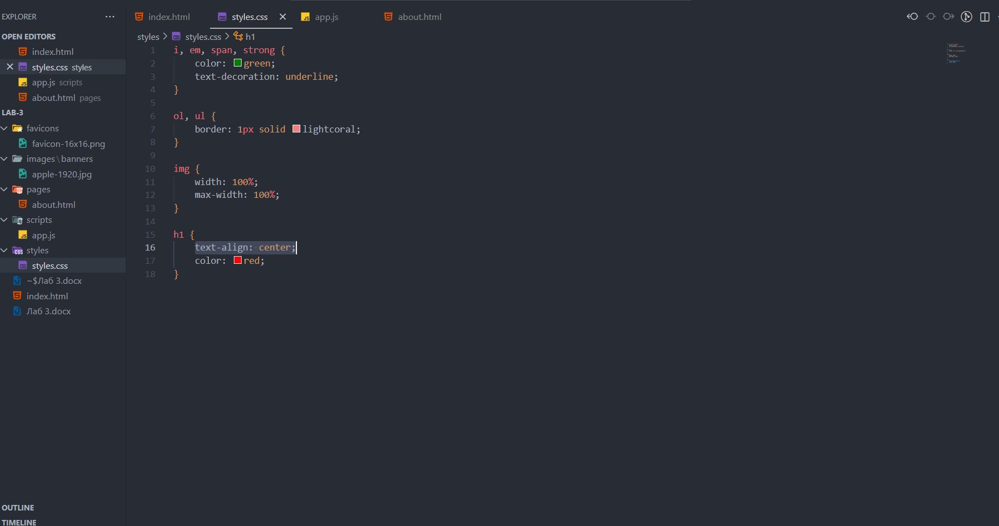 EXPLORER
OPEN EDITORS
index.html
styles.css styles
app.js scripts
about.html pages
LAB-3
favicons
favicon-16x16.png
images\banners
apple-1920.jpg
pages
about.html
scripts
app.js
styles
styles.css
~$Лаб 3.docx
index.html
Лаб 3.docx
OUTLINE
TIMELINE
index.html styles.css app.js about.html
styles styles.css h1
1 i, em, span, strong {
2 color: green;
3 text-decoration: underline;
4 }
5
6 ol, ul {
7 border: 1px solid lightcoral;
8 }
9
10 img {
11 width: 100%;
12 max-width: 100%;
13 }
14
15 h1 {
16 text-align: center;
17 color: red;
18 }